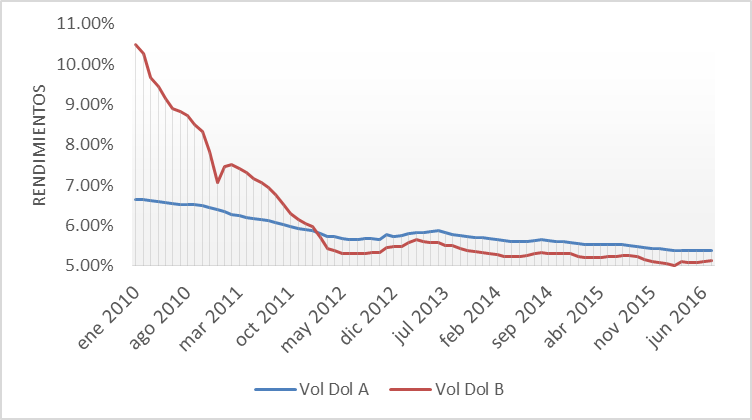 11.00%
10.00%
9.00%
8.00%
7.00%
6.00%
5.00%
RENDIMIENTOS
ene 2010
ago 2010
mar 2011
oct 2011
may 2012
dic 2012
jul 2013
feb 2014
sep 2014
abr 2015
nov 2015
jun 2016
Vol Dol A
Vol Dol B